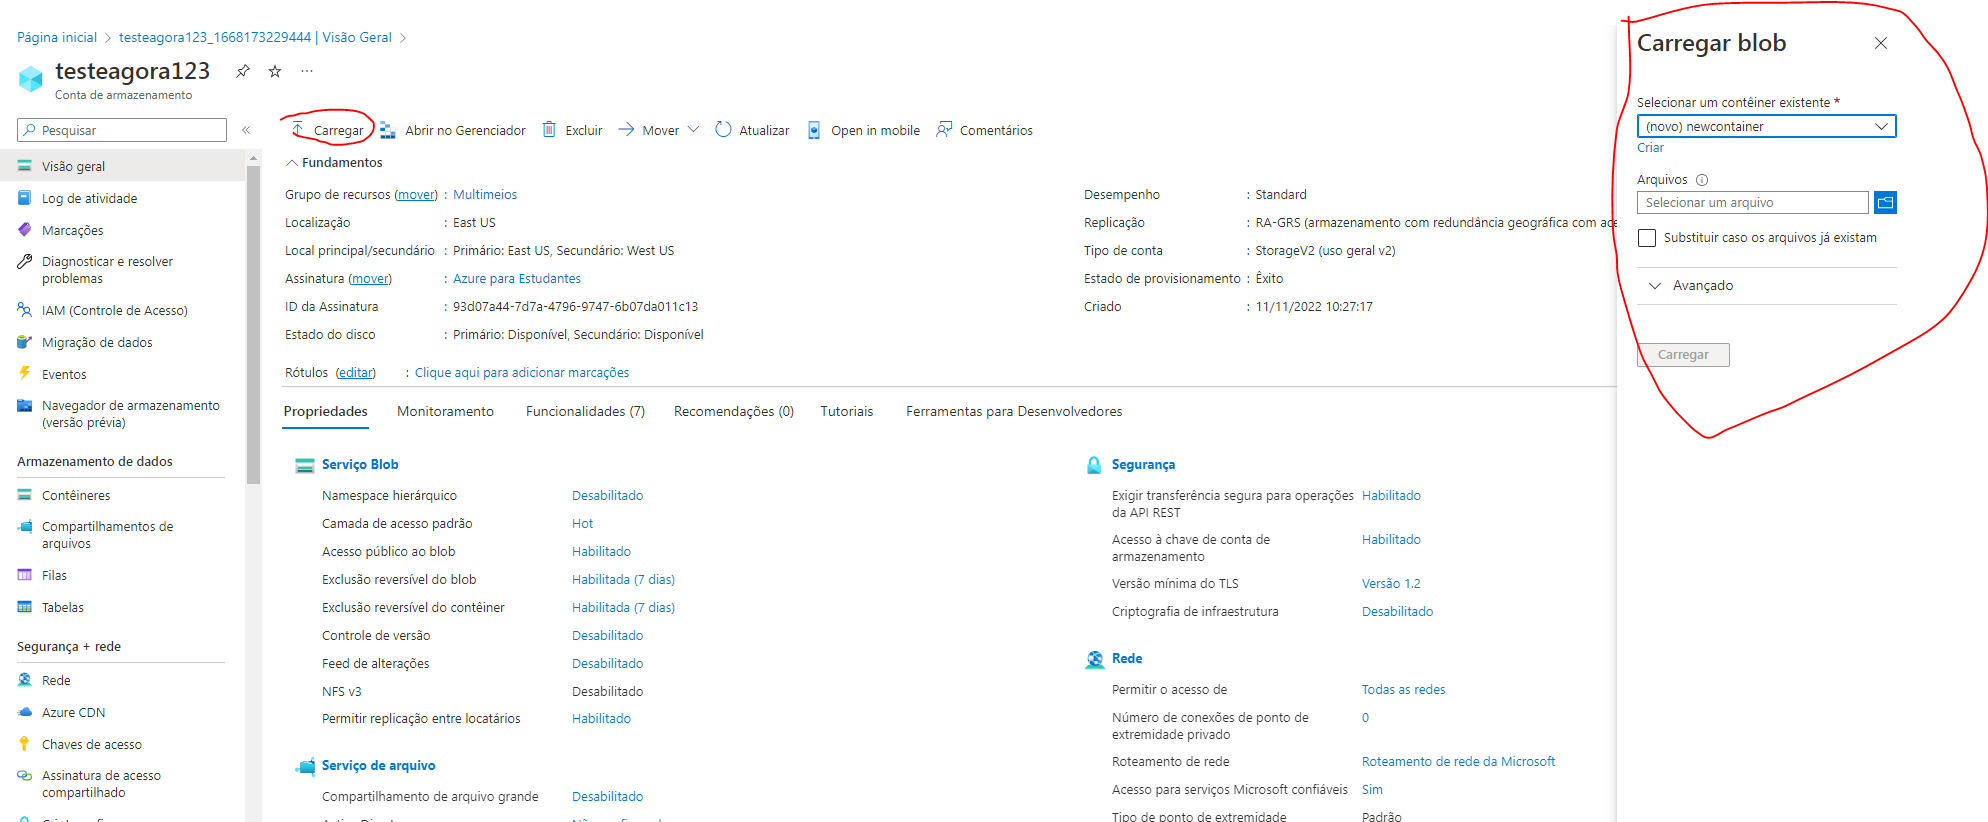 Página inicial > testeagora123_1668173229444 | Visão Geral >
testeagora123
Conta de armazenamento
Pesquisar
Visão geral
Log de atividade
Marcações
Diagnosticar e resolver
problemas
IAM (Controle de Acesso)
Migração de dados
Eventos
Navegador de armazenamento
(versão prévia)
Armazenamento de dados
Contêineres
Compartilhamentos de
arquivos
Filas
Tabelas
Segurança + rede
Rede
Azure CDN
Chaves de acesso
Assinatura de acesso
compartilhado
Carregar Abrir no Gerenciador Excluir Mover Atualizar Open in mobile Comentários
Fundamentos
Grupo de recursos (mover) : Multimeios
Localização : East US
Local principal/secundário : Primário: East US, Secundário: West US
Assinatura (mover) : Azure para Estudantes
ID da Assinatura : 93d07a44-7d7a-4796-9747-6b07da011c13
Estado do disco : Primário: Disponível, Secundário: Disponível
Rótulos (editar) : Clique aqui para adicionar marcações
Desempenho : Standard
Replicação : RA-GRS (armazenamento com redundância geográfica com ace
Tipo de conta : StorageV2 (uso geral v2)
Estado de provisionamento : Êxito
Criado : 11/11/2022 10:27:17
Propriedades Monitoramento Funcionalidades (7) Recomendações (0) Tutoriais Ferramentas para Desenvolvedores
Serviço Blob
Namespace hierárquico Desabilitado
Camada de acesso padrão Hot
Acesso público ao blob Habilitado
Exclusão reversível do blob Habilitada (7 dias)
Exclusão reversível do contêiner Habilitada (7 dias)
Controle de versão Desabilitado
Feed de alterações Desabilitado
NFS v3 Desabilitado
Permitir replicação entre locatários Habilitado
Serviço de arquivo
Compartilhamento de arquivo grande Desabilitado
Segurança
Exigir transferência segura para operações Habilitado
da API REST
Acesso à chave de conta de Habilitado
armazenamento
Versão mínima do TLS Versão 1.2
Criptografia de infraestrutura Desabilitado
Rede
Permitir o acesso de Todas as redes
Número de conexões de ponto de 0
extremidade privado
Roteamento de rede Roteamento de rede da Microsoft
Acesso para serviços Microsoft confiáveis Sim
Tipo de ponto de extremidade Padrão
Carregar blob
Selecionar um contêiner existente *
(novo) newcontainer
Criar
Arquivos
Selecionar um arquivo
Substituir caso os arquivos já existam
Avançado
Carregar